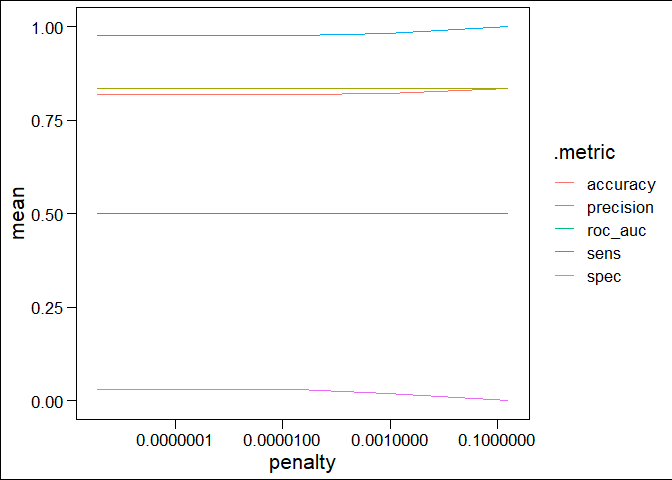 1.00
0.75
0.50
0.25
0.00
mean
0.0000001
0.0000100
0.0010000
0.1000000
penalty
.metric
accuracy
precision
roc_auc
sens
spec